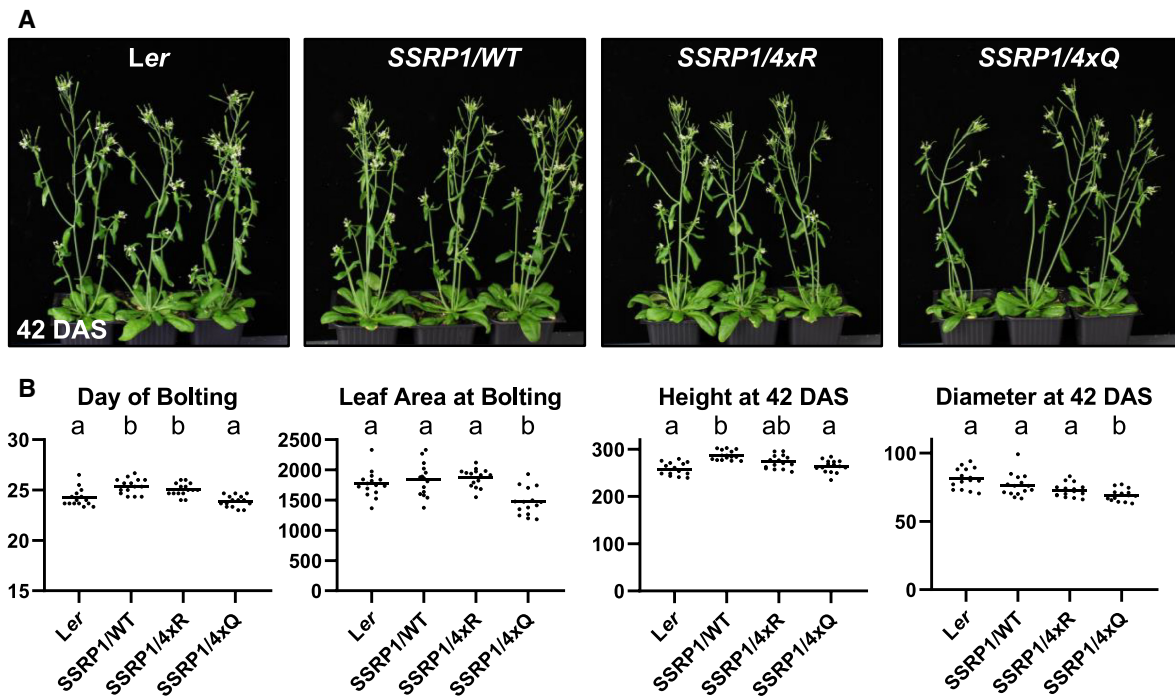 A
Ler
SSRP1/WT
SSRP1/4xR
SSRP1/4xQ
42 DAS
B
Day of Bolting
a b b a
30
25
20
15
Ler
SSRP1/WT
SSRP1/4xR
SSRP1/4xQ
Leaf Area at Bolting
a a a b
2500
2000
1500
1000
500
0
Ler
SSRP1/WT
SSRP1/4xR
SSRP1/4xQ
Height at 42 DAS
a b ab a
300
200
100
0
Ler
SSRP1/WT
SSRP1/4xR
SSRP1/4xQ
Diameter at 42 DAS
a a a b
100
50
0
Ler
SSRP1/WT
SSRP1/4xR
SSRP1/4xQ